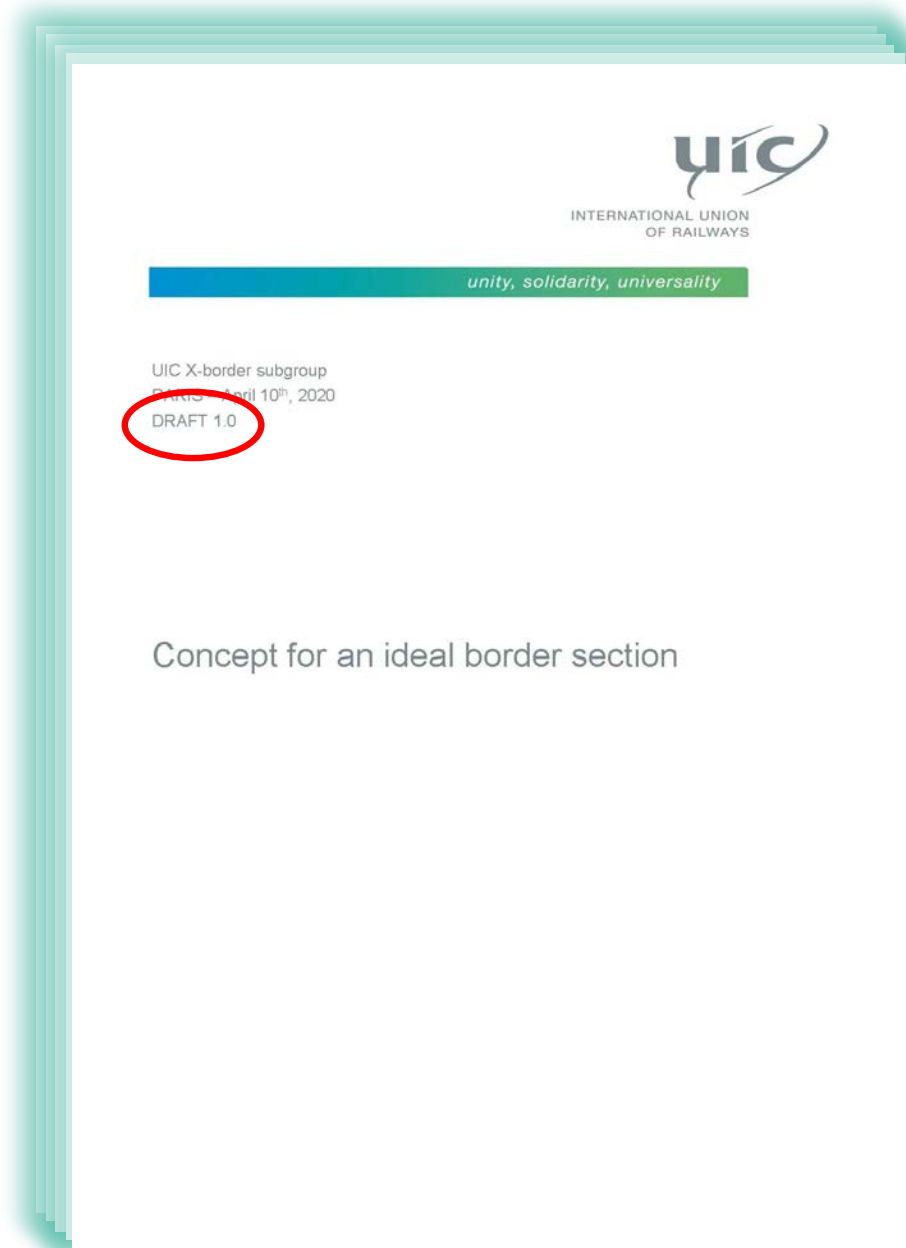 uic
INTERNATIONAL UNION
OF RAILWAYS
unity, solidarity, universality
UIC X-border subgroup
PARIS – April 10th, 2020
DRAFT 1.0
Concept for an ideal border section